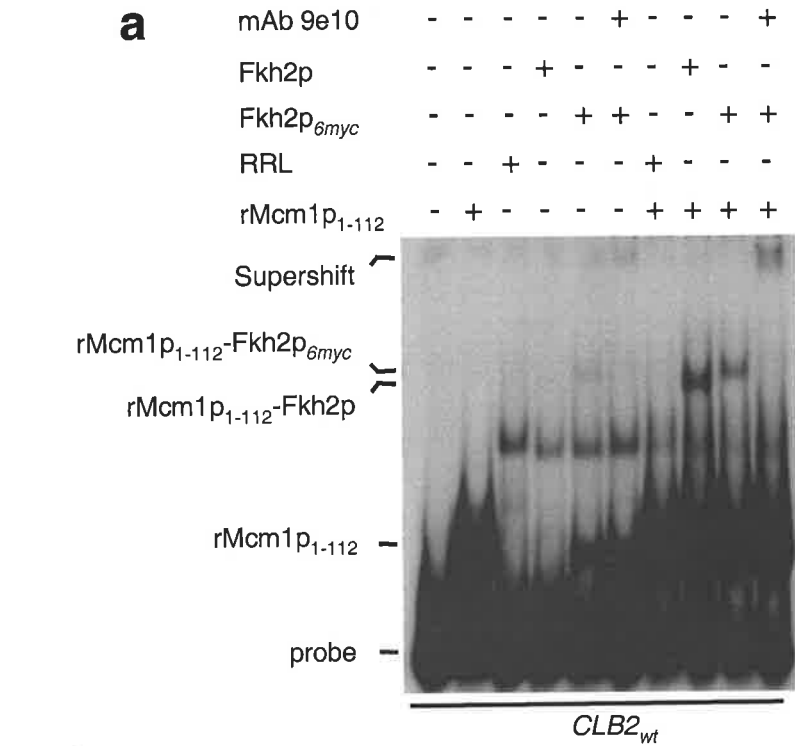 a
mAb 9e10 - - - - - + - - - +
Fkh2p - - - + - - - + - -
Fkh2p6myc - - - - + + - - + +
RRL - - + - - - + - - -
rMcm1p1-112 - + - - - - + + + +
Supershift
rMcm1p1-112-Fkh2p6myc
rMcm1p1-112-Fkh2p
rMcm1p1-112
probe
CLB2wt